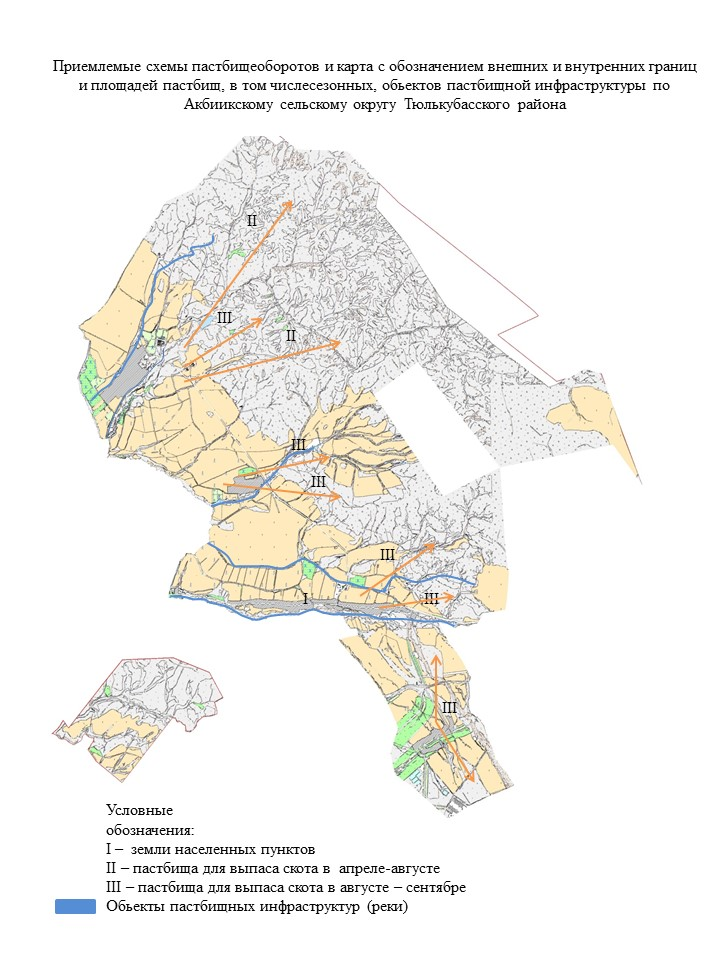 Приемлемые схемы пастбищеоборотов и карта с обозначением внешних и внутренних границ
и площадей пастбищ, в том числесезонных, обьектов пастбищной инфраструктуры по
Акбиикскому сельскому округу Тюлькубасского района
II
III
II
III
III
III
I
III
III
Условные
обозначения:
I – земли населенных пунктов
II – пастбища для выпаса скота в апреле-августе
III – пастбища для выпаса скота в августе – сентябре
Обьекты пастбищных инфраструктур (реки)